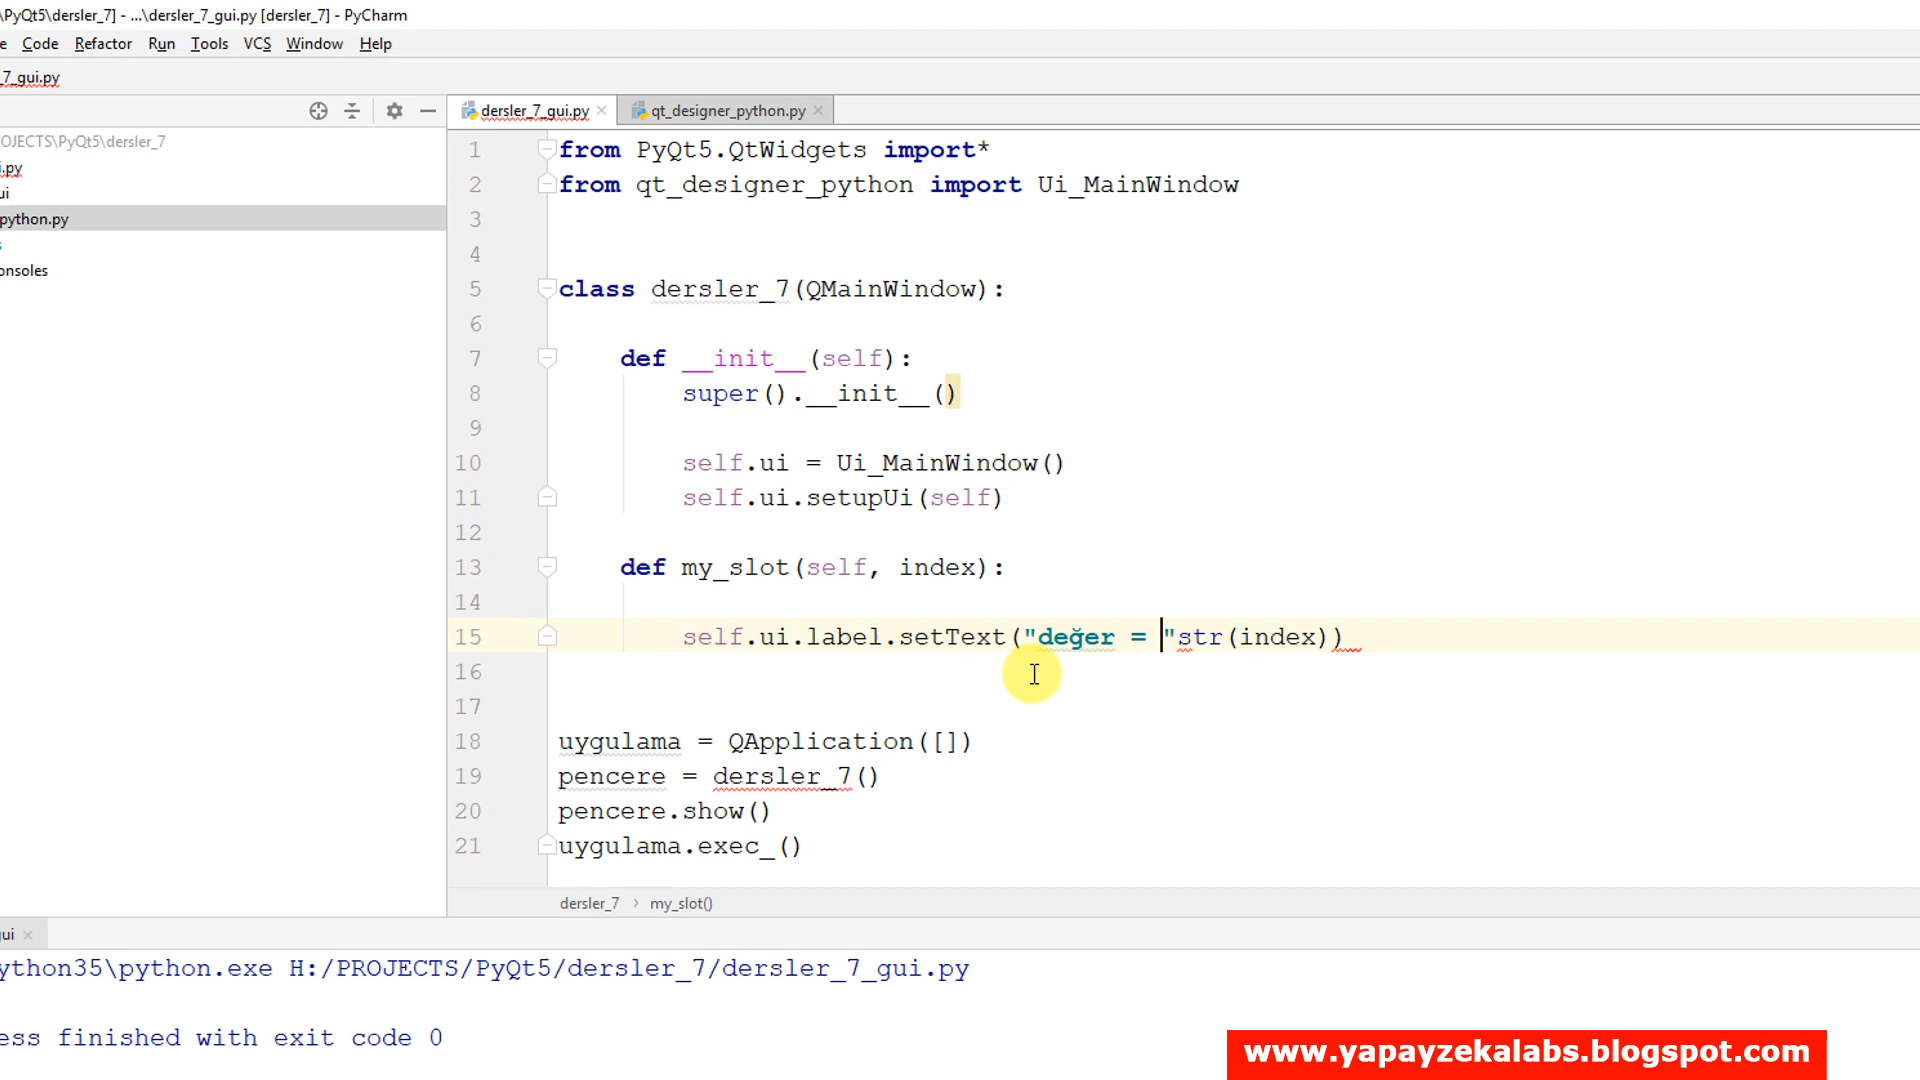 \PyQt5\dersler_7] - ...\dersler_7_gui.py [dersler_7] - PyCharm
e Code Refactor Run Tools VCS Window Help
_7_gui.py
dersler_7_gui.py qt_designer_python.py
OJECTS\PyQt5\dersler_7
i.py
ui
python.py
s
onsoles
1 from PyQt5.QtWidgets import*
2 from qt_designer_python import Ui_MainWindow
3
4
5 class dersler_7(QMainWindow):
6
7 def __init__(self):
8 super().__init__()
9
10 self.ui = Ui_MainWindow()
11 self.ui.setupUi(self)
12
13 def my_slot(self, index):
14
15 self.ui.label.setText("değer = "str(index))
16
17
18 uygulama = QApplication([])
19 pencere = dersler_7()
20 pencere.show()
21 uygulama.exec_()
dersler_7 › my_slot()
gui
ython35\python.exe H:/PROJECTS/PyQt5/dersler_7/dersler_7_gui.py
ess finished with exit code 0
www.yapayzekalabs.blogspot.com